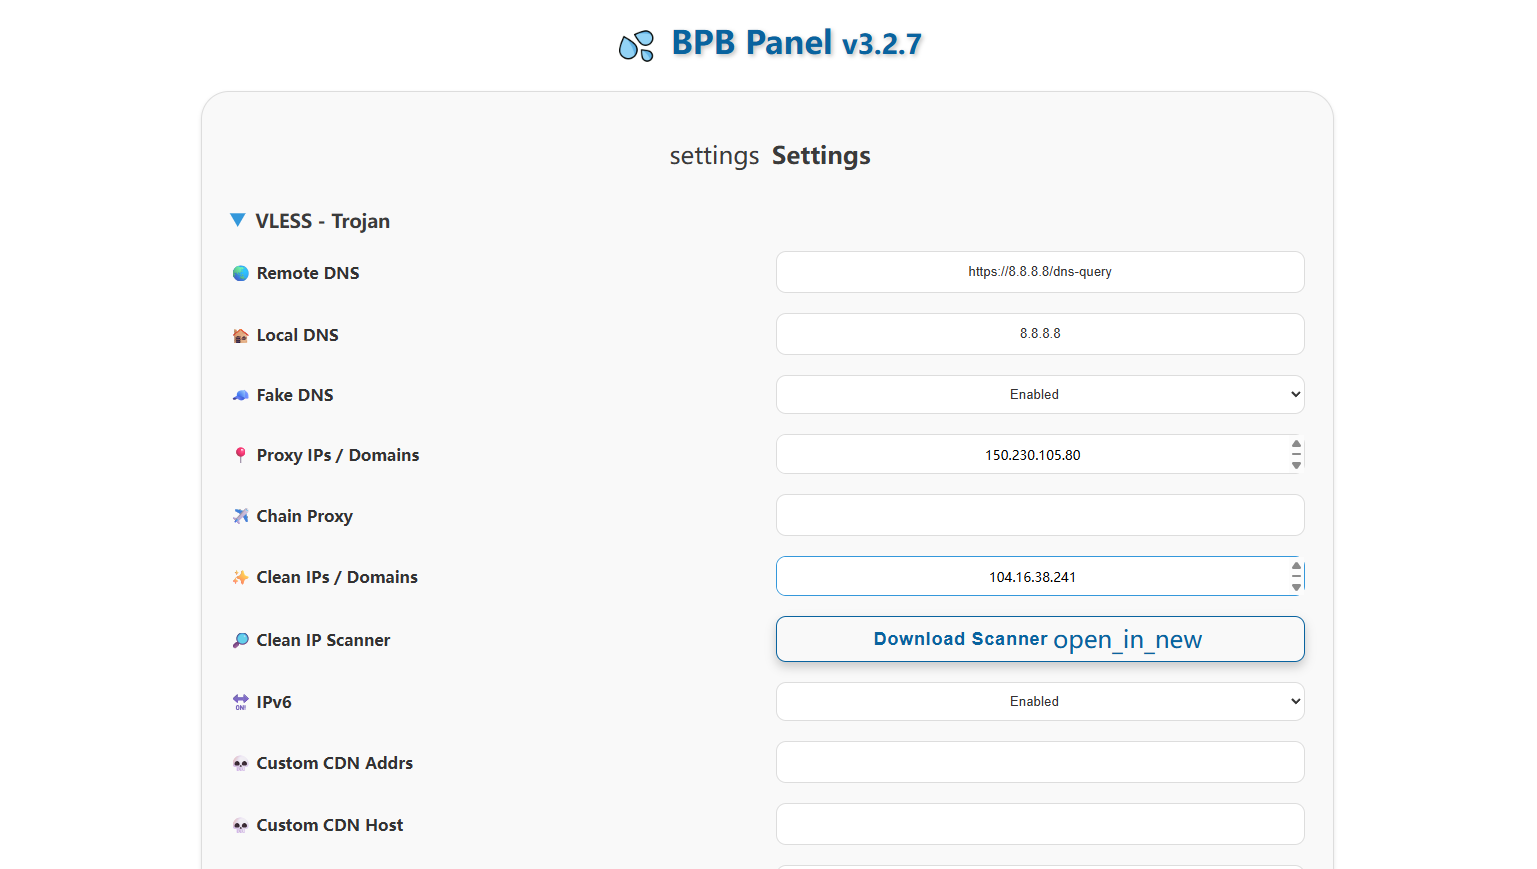 BPB Panel v3.2.7
settings Settings
VLESS - Trojan
Remote DNS
https://8.8.8.8/dns-query
Local DNS
8.8.8.8
Fake DNS
Enabled
Proxy IPs / Domains
150.230.105.80
Chain Proxy
Clean IPs / Domains
104.16.38.241
Clean IP Scanner
Download Scanner open_in_new
IPv6
Enabled
Custom CDN Addrs
Custom CDN Host